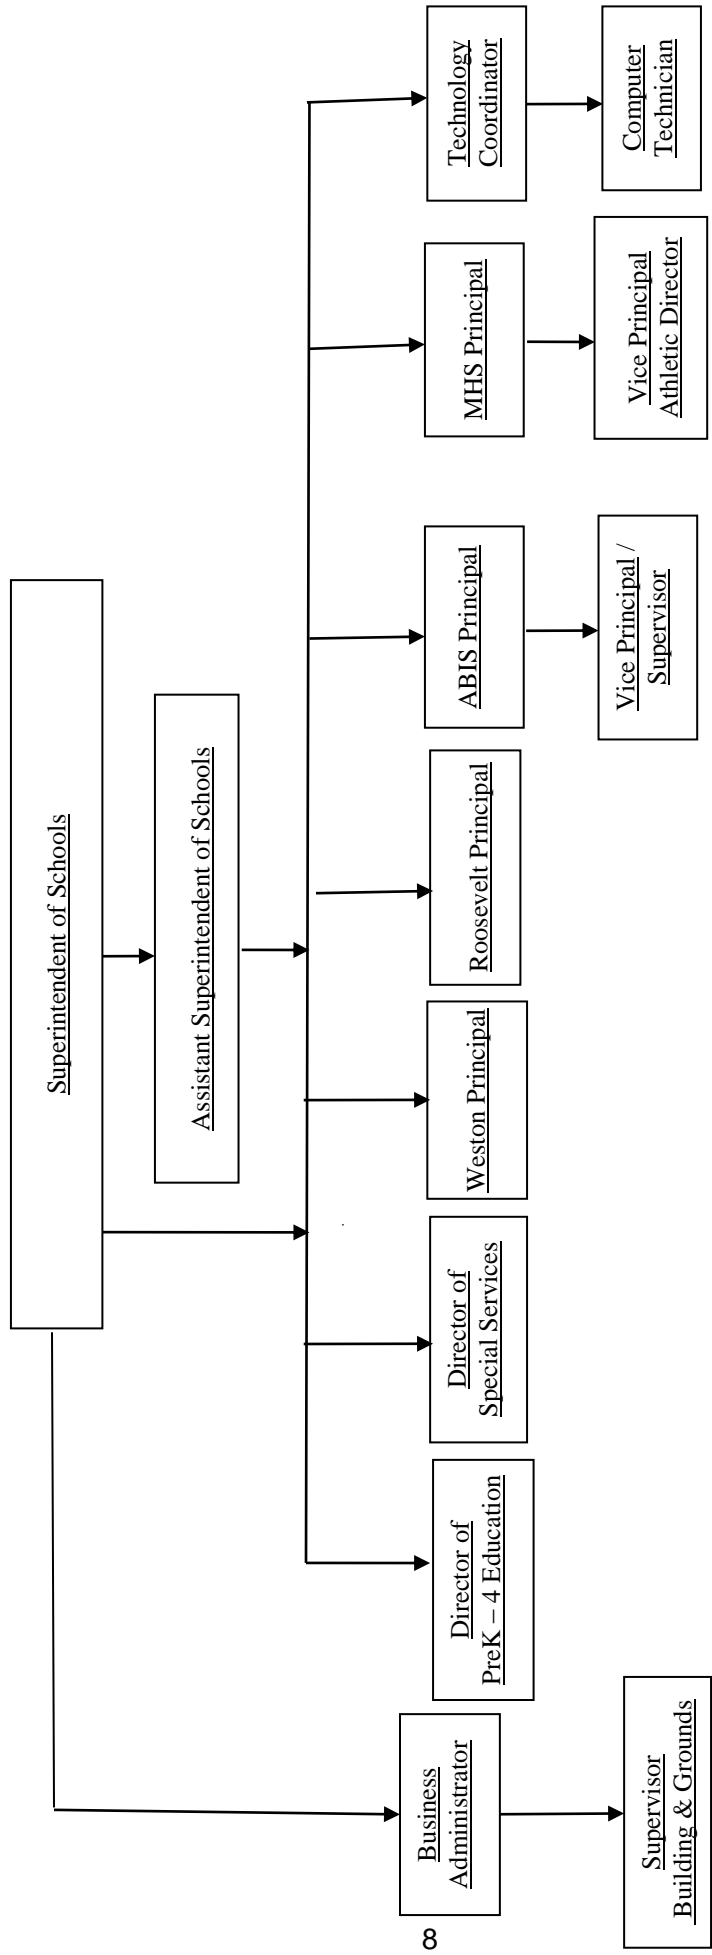 Superintendent of Schools
Assistant Superintendent of Schools
Business
Administrator
Director of
PreK – 4 Education
Director of
Special Services
Weston Principal
Roosevelt Principal
ABIS Principal
MHS Principal
Technology
Coordinator
Supervisor
Building & Grounds
Vice Principal /
Supervisor
Vice Principal
Athletic Director
Computer
Technician
8